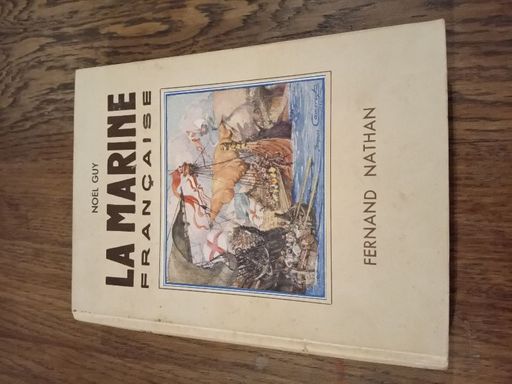 NOEL GUY
LA MARINE
FRANÇAISE
FERNAND NATHAN